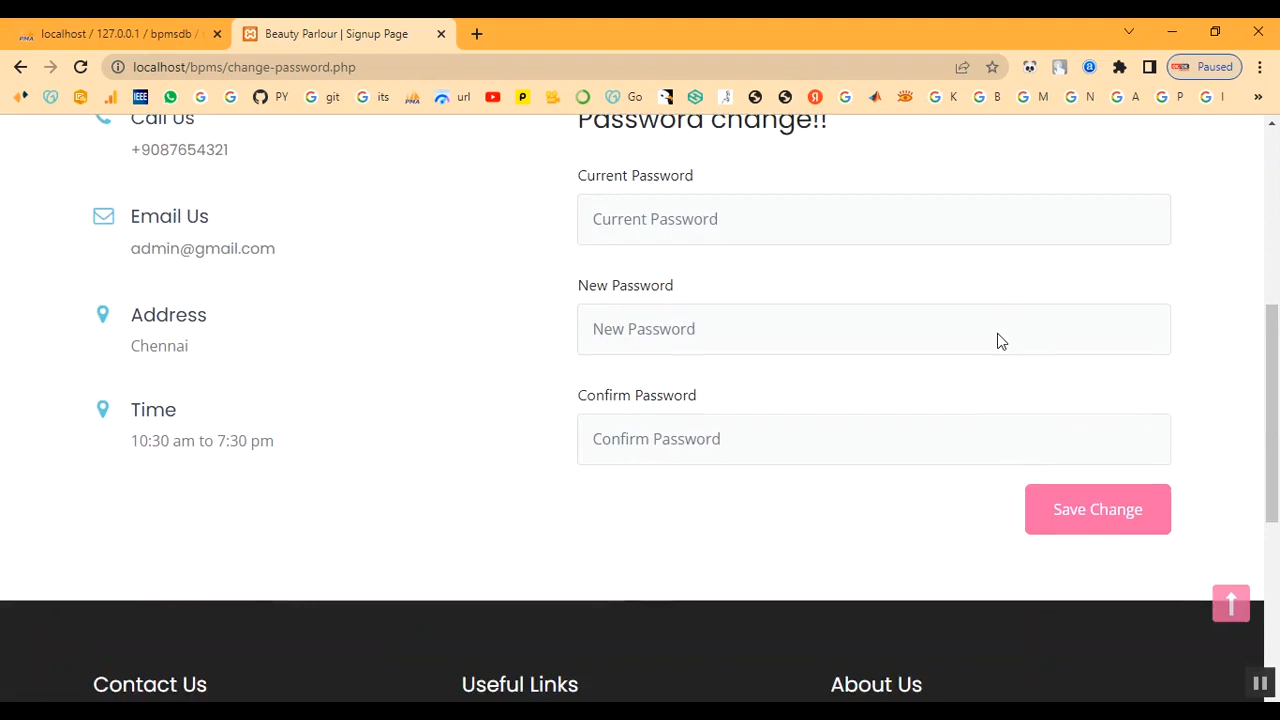 localhost / 127.0.0.1 / bpmsdb /
Beauty Parlour | Signup Page
localhost/bpms/change-password.php
Paused
IEEE
PY
git
its
url
Go
K
B
M
N
A
P
I
Call Us
+9087654321
Email Us
admin@gmail.com
Address
Chennai
Time
10:30 am to 7:30 pm
Password change!!
Current Password
Current Password
New Password
New Password
Confirm Password
Confirm Password
Save Change
Contact Us
Useful Links
About Us